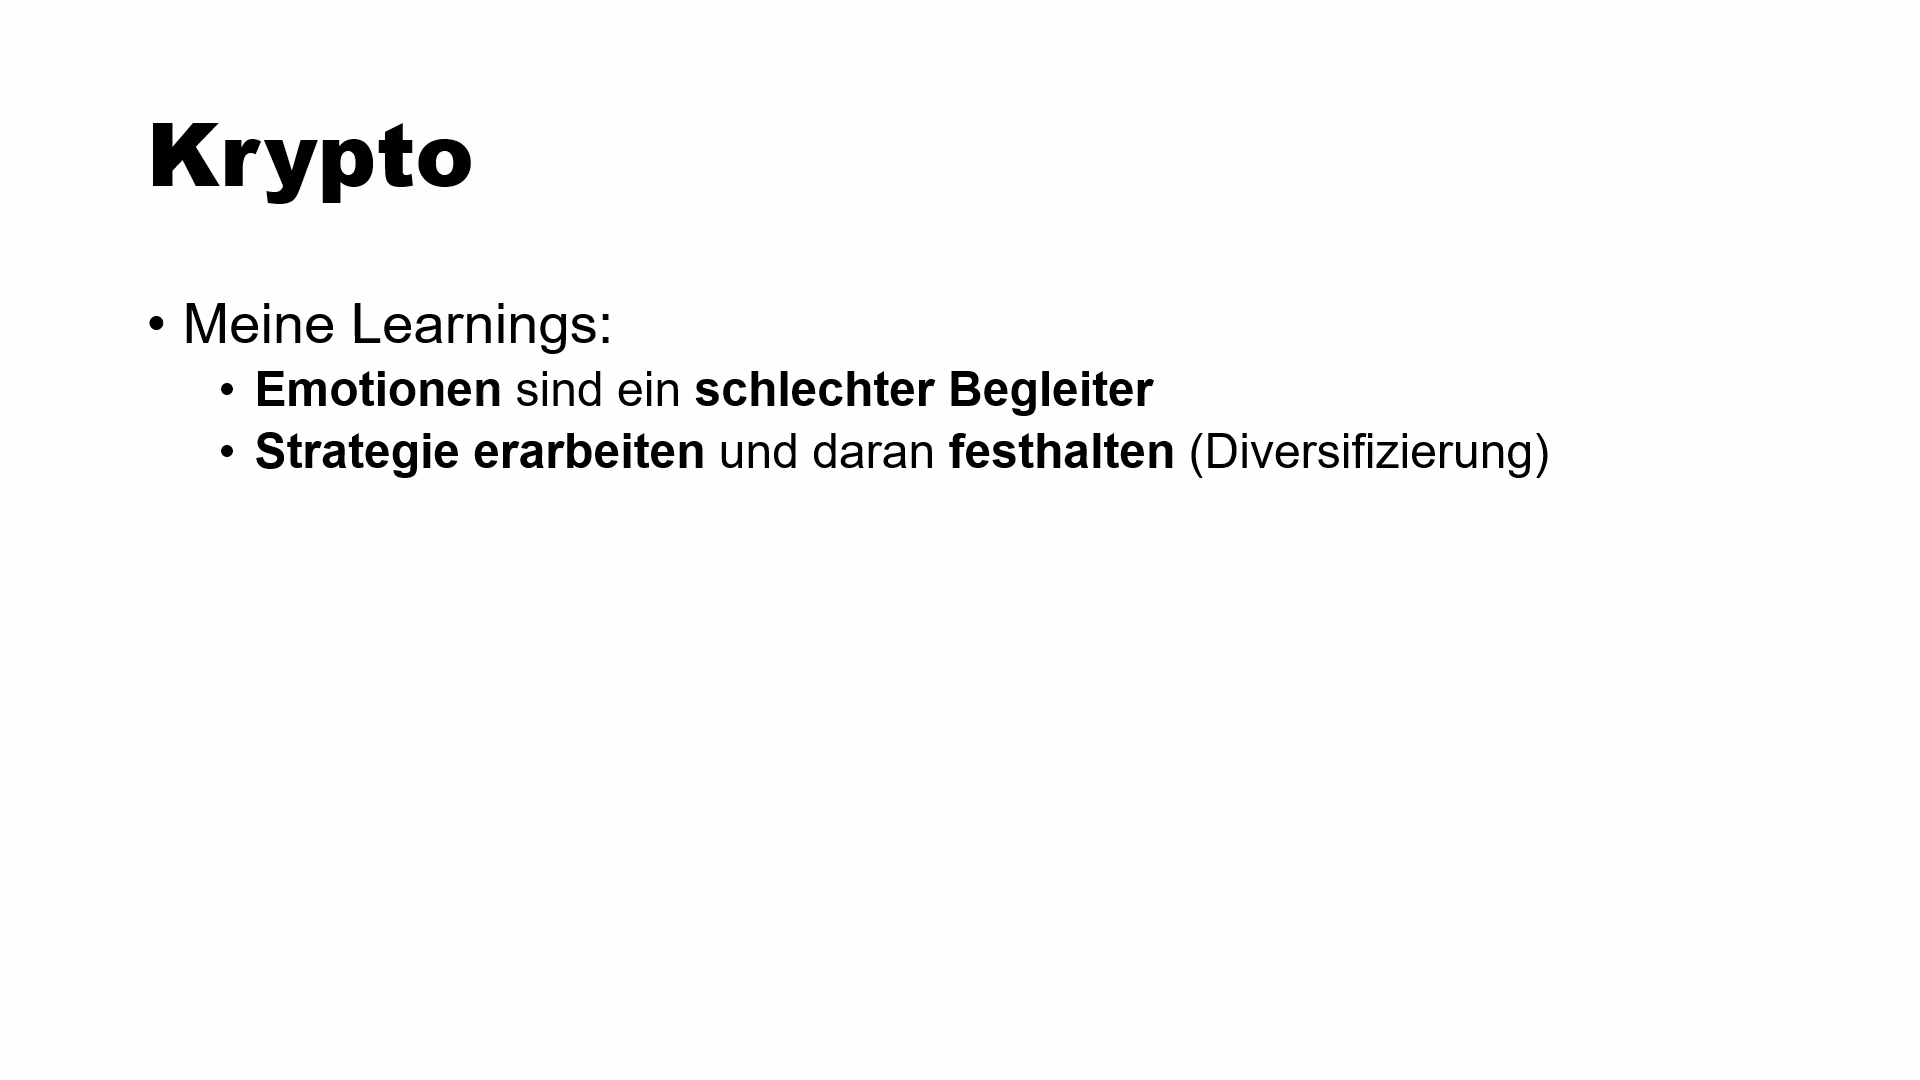 Krypto
• Meine Learnings:
• Emotionen sind ein schlechter Begleiter
• Strategie erarbeiten und daran festhalten (Diversifizierung)